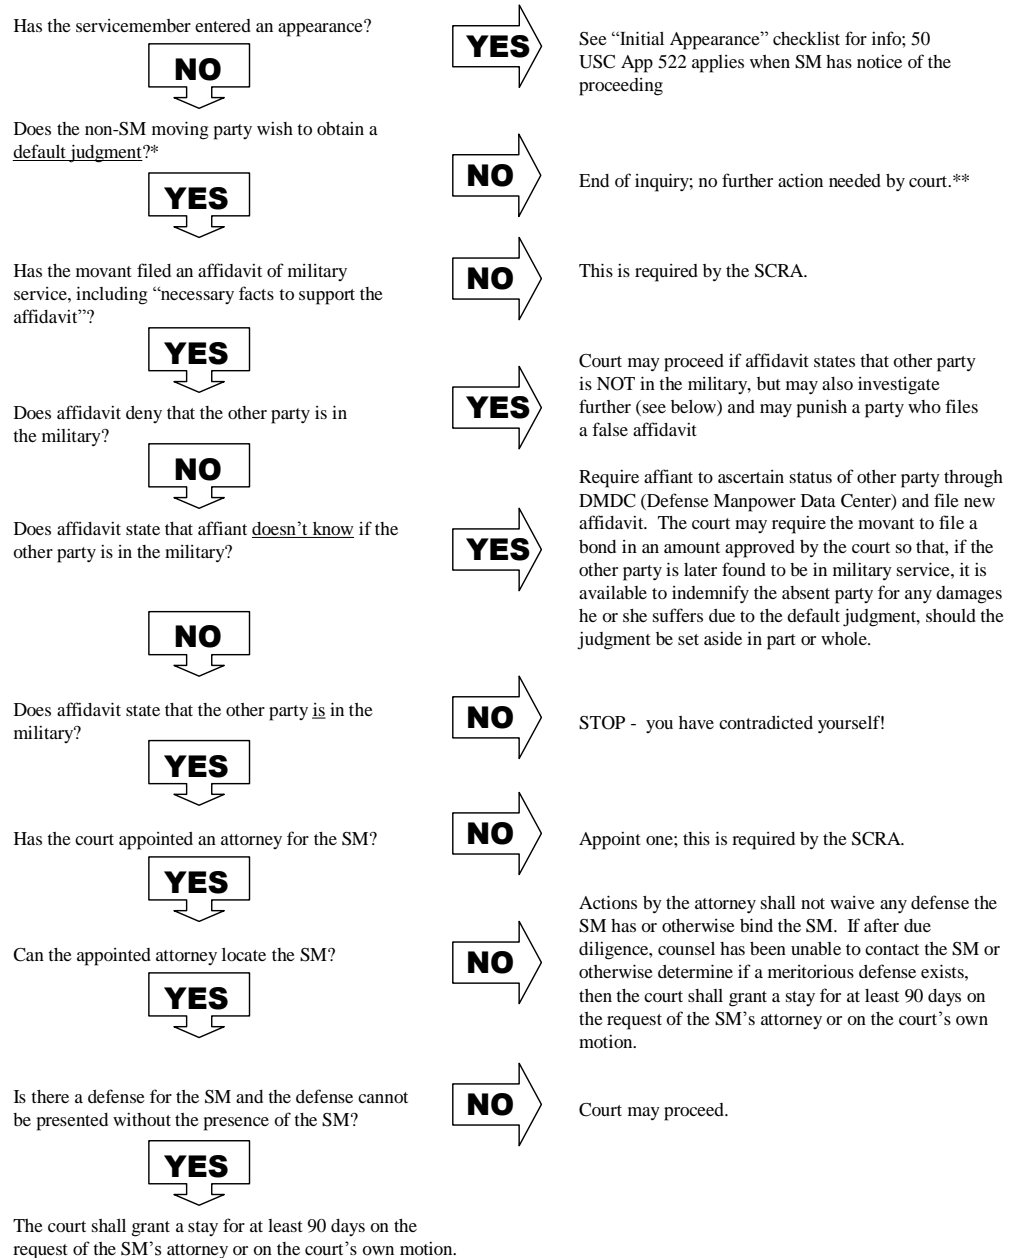 Has the servicemember entered an appearance?
YES
See “Initial Appearance” checklist for info; 50
USC App 522 applies when SM has notice of the
proceeding
NO
Does the non-SM moving party wish to obtain a
default judgment?*
NO
End of inquiry; no further action needed by court.**
YES
Has the movant filed an affidavit of military
service, including “necessary facts to support the
affidavit”?
NO
This is required by the SCRA.
YES
Does affidavit deny that the other party is in
the military?
YES
Court may proceed if affidavit states that other party
is NOT in the military, but may also investigate
further (see below) and may punish a party who files
a false affidavit
NO
Does affidavit state that affiant doesn’t know if the
other party is in the military?
YES
Require affiant to ascertain status of other party through
DMDC (Defense Manpower Data Center) and file new
affidavit.  The court may require the movant to file a
bond in an amount approved by the court so that, if the
other party is later found to be in military service, it is
available to indemnify the absent party for any damages
he or she suffers due to the default judgment, should the
judgment be set aside in part or whole.
NO
Does affidavit state that the other party is in the
military?
NO
STOP -  you have contradicted yourself!
YES
Has the court appointed an attorney for the SM?
NO
Appoint one; this is required by the SCRA.
YES
Can the appointed attorney locate the SM?
NO
Actions by the attorney shall not waive any defense the
SM has or otherwise bind the SM.  If after due
diligence, counsel has been unable to contact the SM or
otherwise determine if a meritorious defense exists,
then the court shall grant a stay for at least 90 days on
the request of the SM’s attorney or on the court’s own
motion.
YES
Is there a defense for the SM and the defense cannot
be presented without the presence of the SM?
NO
Court may proceed.
YES
The court shall grant a stay for at least 90 days on the
request of the SM’s attorney or on the court’s own motion.